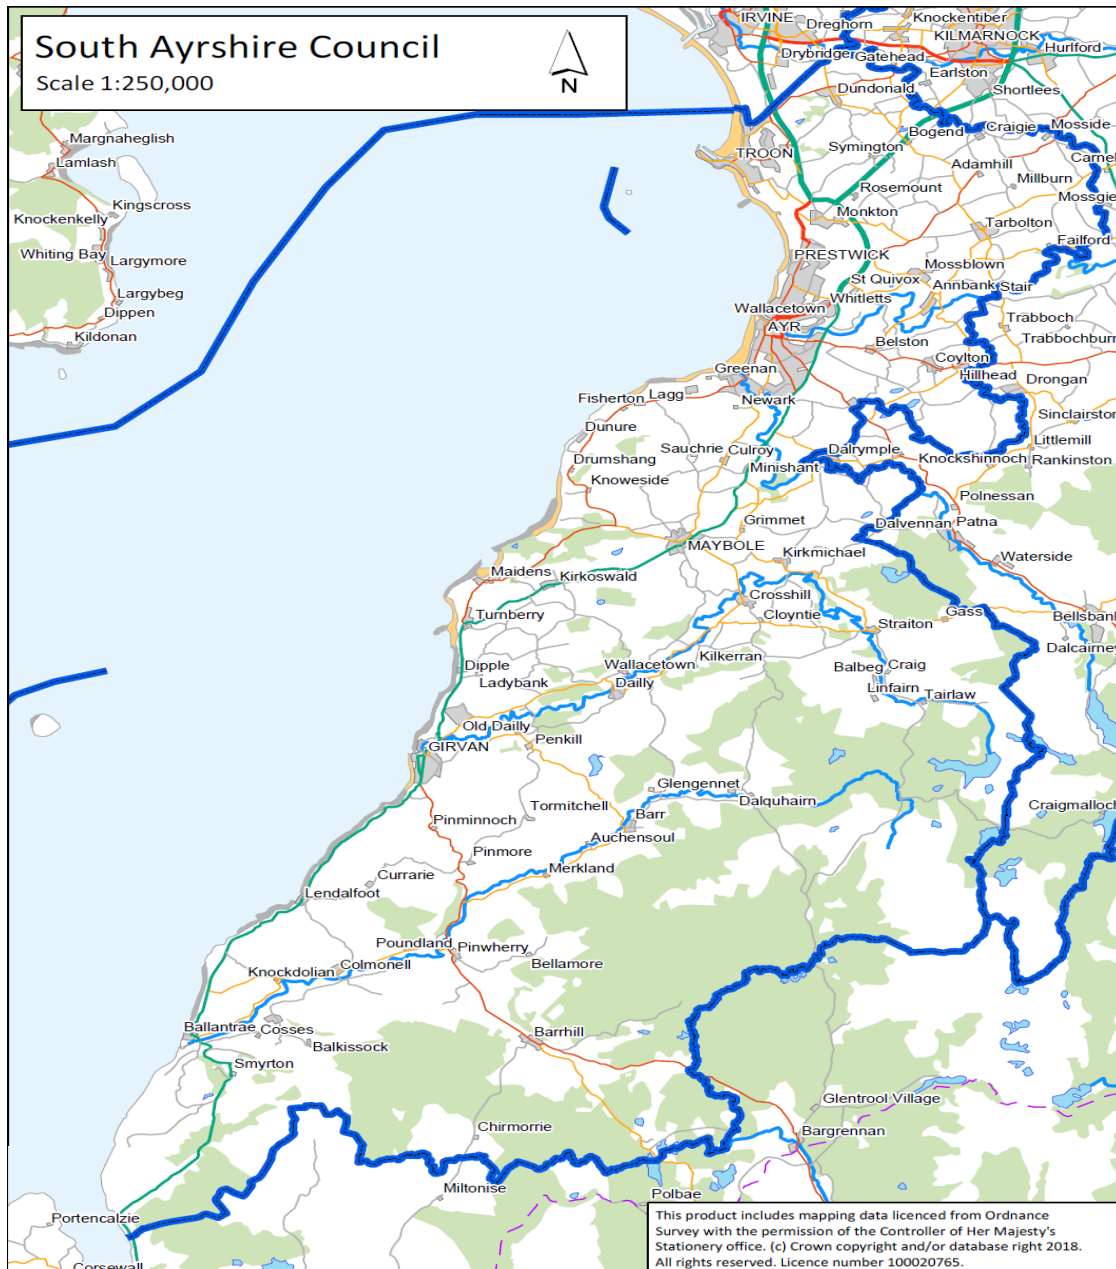 South Ayrshire Council
Scale 1:250,000
N
IRVINE
Dreghorn
Knockentiber
KILMARNOCK
Hurlford
Drybridge
Gatehead
Earlston
Dundonald
Shortlees
Bogend
Craigie
Mosside
Symington
TROON
Adamhill
Carnel
Millburn
Mossgie
Rosemount
Monkton
Tarbolton
Failford
Margnaheglish
Lamlash
Kingscross
Knockenkelly
Whiting Bay
Largymore
Largybeg
Dippen
Kildonan
PRESTWICK
Mossblown
St Quivox
Annbank
Stair
Whitletts
Wallacetown
AYR
Trabboch
Trabbochburn
Belston
Coylton
Hillhead
Drongan
Greenan
Newark
Fisherton
Lagg
Sinclairston
Dunure
Littlemill
Sauchrie
Culroy
Dalrymple
Knockshinnoch
Rankinston
Drumshang
Minishant
Knoweside
Polnessan
Grimmet
Dalvennan
Patna
MAYBOLE
Kirkmichael
Waterside
Maidens
Kirkoswald
Crosshill
Cloyntie
Gass
Bellsbank
Turnberry
Straiton
Dalcairney
Kilkerran
Wallacetown
Dipple
Balbeg
Craig
Ladybank
Dailly
Linfairn
Tairlaw
Old Dailly
GIRVAN
Penkill
Glengennet
Dalquhairn
Craigmalloch
Tormitchell
Barr
Pinminnoch
Auchensoul
Pinmore
Merkland
Currarie
Lendalfoot
Poundland
Pinwherry
Bellamore
Colmonell
Knockdolian
Ballantrae
Cosses
Barrhill
Balkissock
Smyrton
Glentrool Village
Chirmorrie
Bargrennan
Miltonise
Polbae
Portencalzie
Corsewall
This product includes mapping data licenced from Ordnance
Survey with the permission of the Controller of Her Majesty's
Stationery office. (c) Crown copyright and/or database right 2018.
All rights reserved. Licence number 100020765.